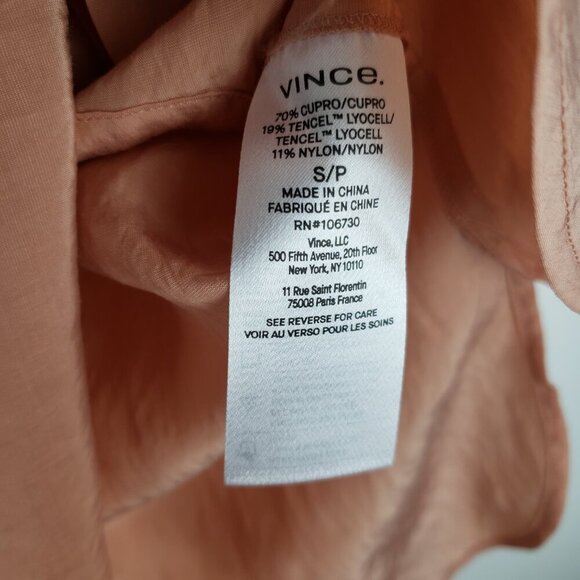 VINCE.
70% CUPRO/CUPRO
19% TENCEL™ LYOCELL/
TENCEL™ LYOCELL
11% NYLON/NYLON
S/P
MADE IN CHINA
FABRIQUÉ EN CHINE
RN#106730
Vince, LLC
500 Fifth Avenue, 20th Floor
New York, NY 10110
11 Rue Saint Florentin
75008 Paris France
SEE REVERSE FOR CARE
VOIR AU VERSO POUR LES SOINS